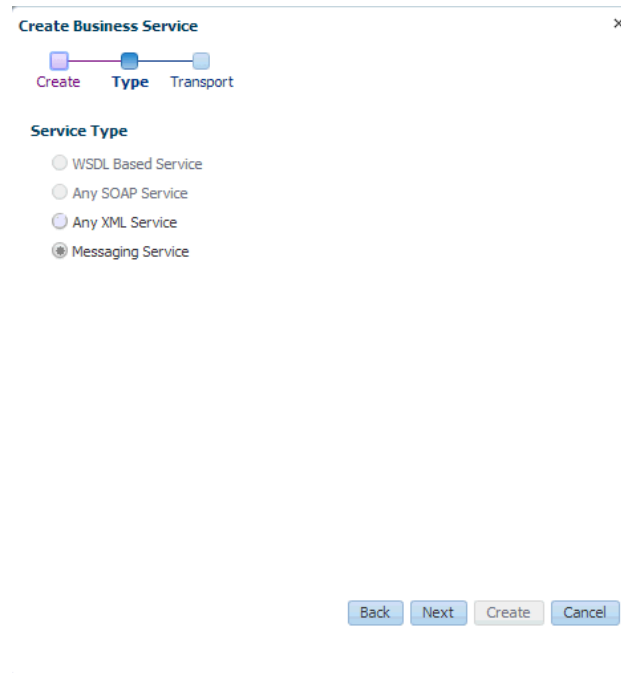 Create Business Service
Create Type Transport
Service Type
WSDL Based Service
Any SOAP Service
Any XML Service
Messaging Service
Back Next Create Cancel